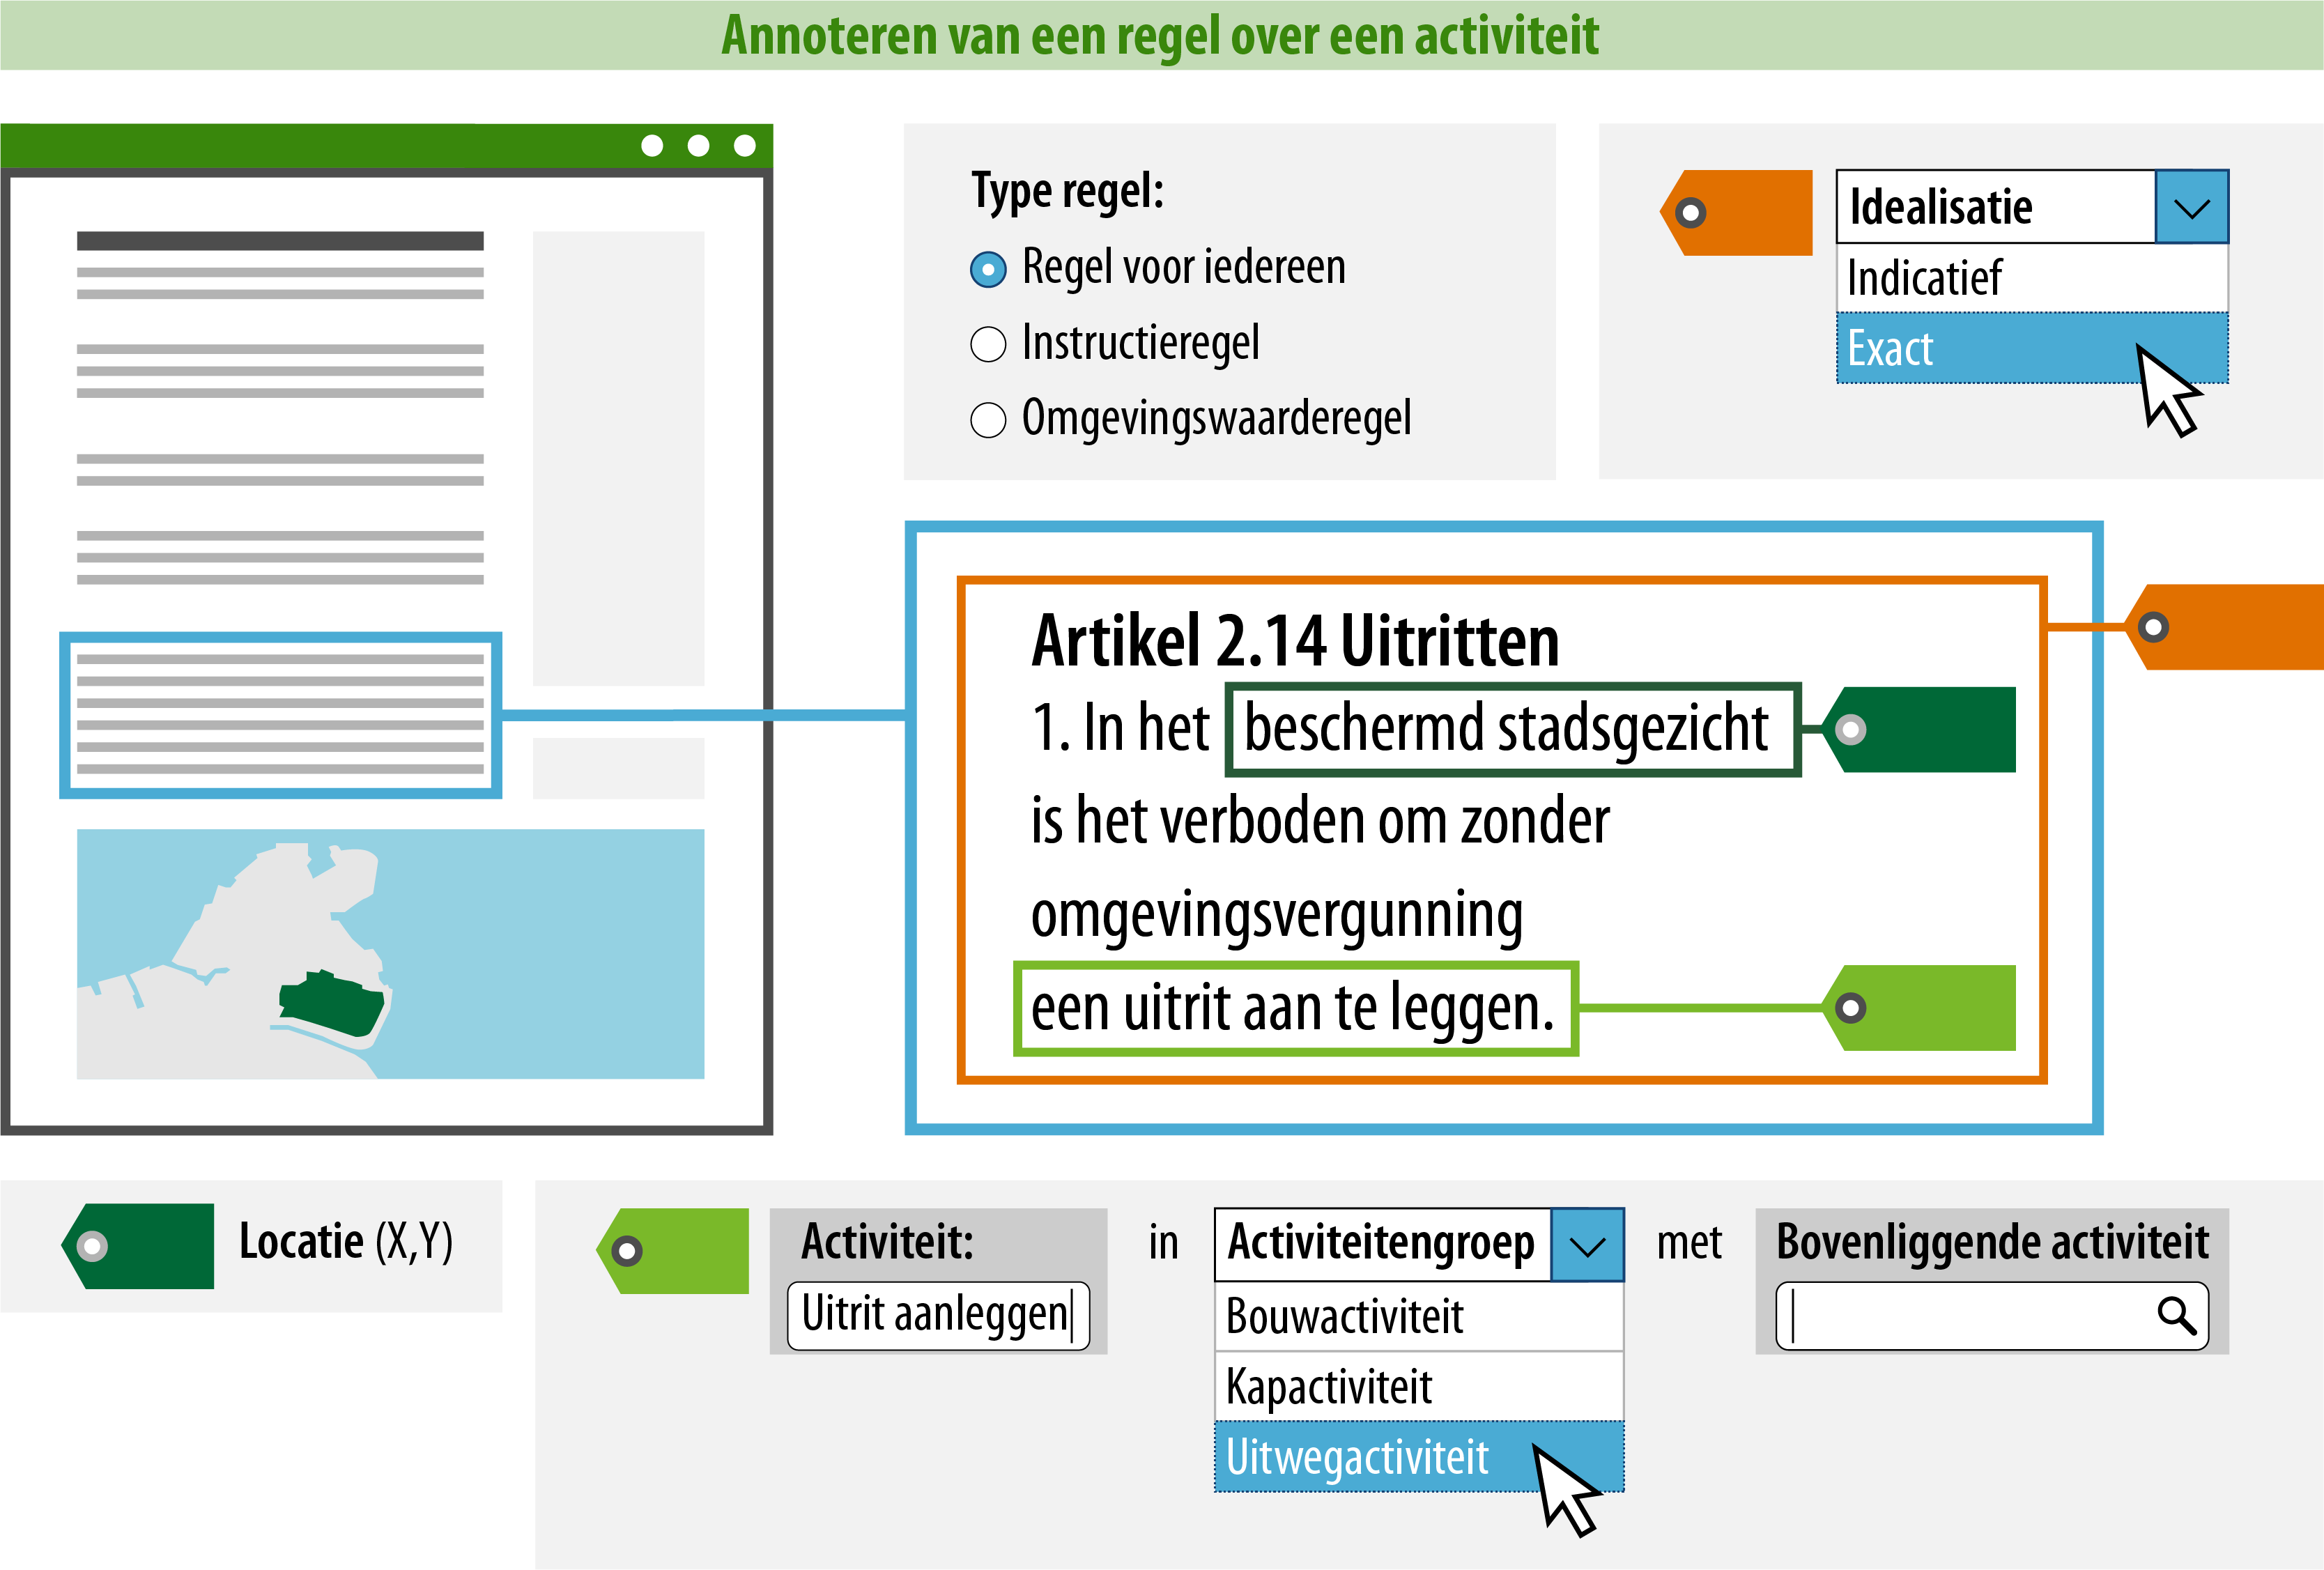 Annoteren van een regel over een activiteit
Type regel:
Regel voor iedereen
Instructieregel
Omgevingswaarderegel
Idealisatie
Indicatief
Exact
Artikel 2.14 Uitritten
1. In het beschermd stadsgezicht
is het verboden om zonder
omgevingsvergunning
een uitrit aan te leggen.
Locatie (X,Y)
Activiteit:
Uitrit aanleggen
in
Activiteitengroep
Bouwactiviteit
Kapactiviteit
Uitwegactiviteit
met
Bovenliggende activiteit